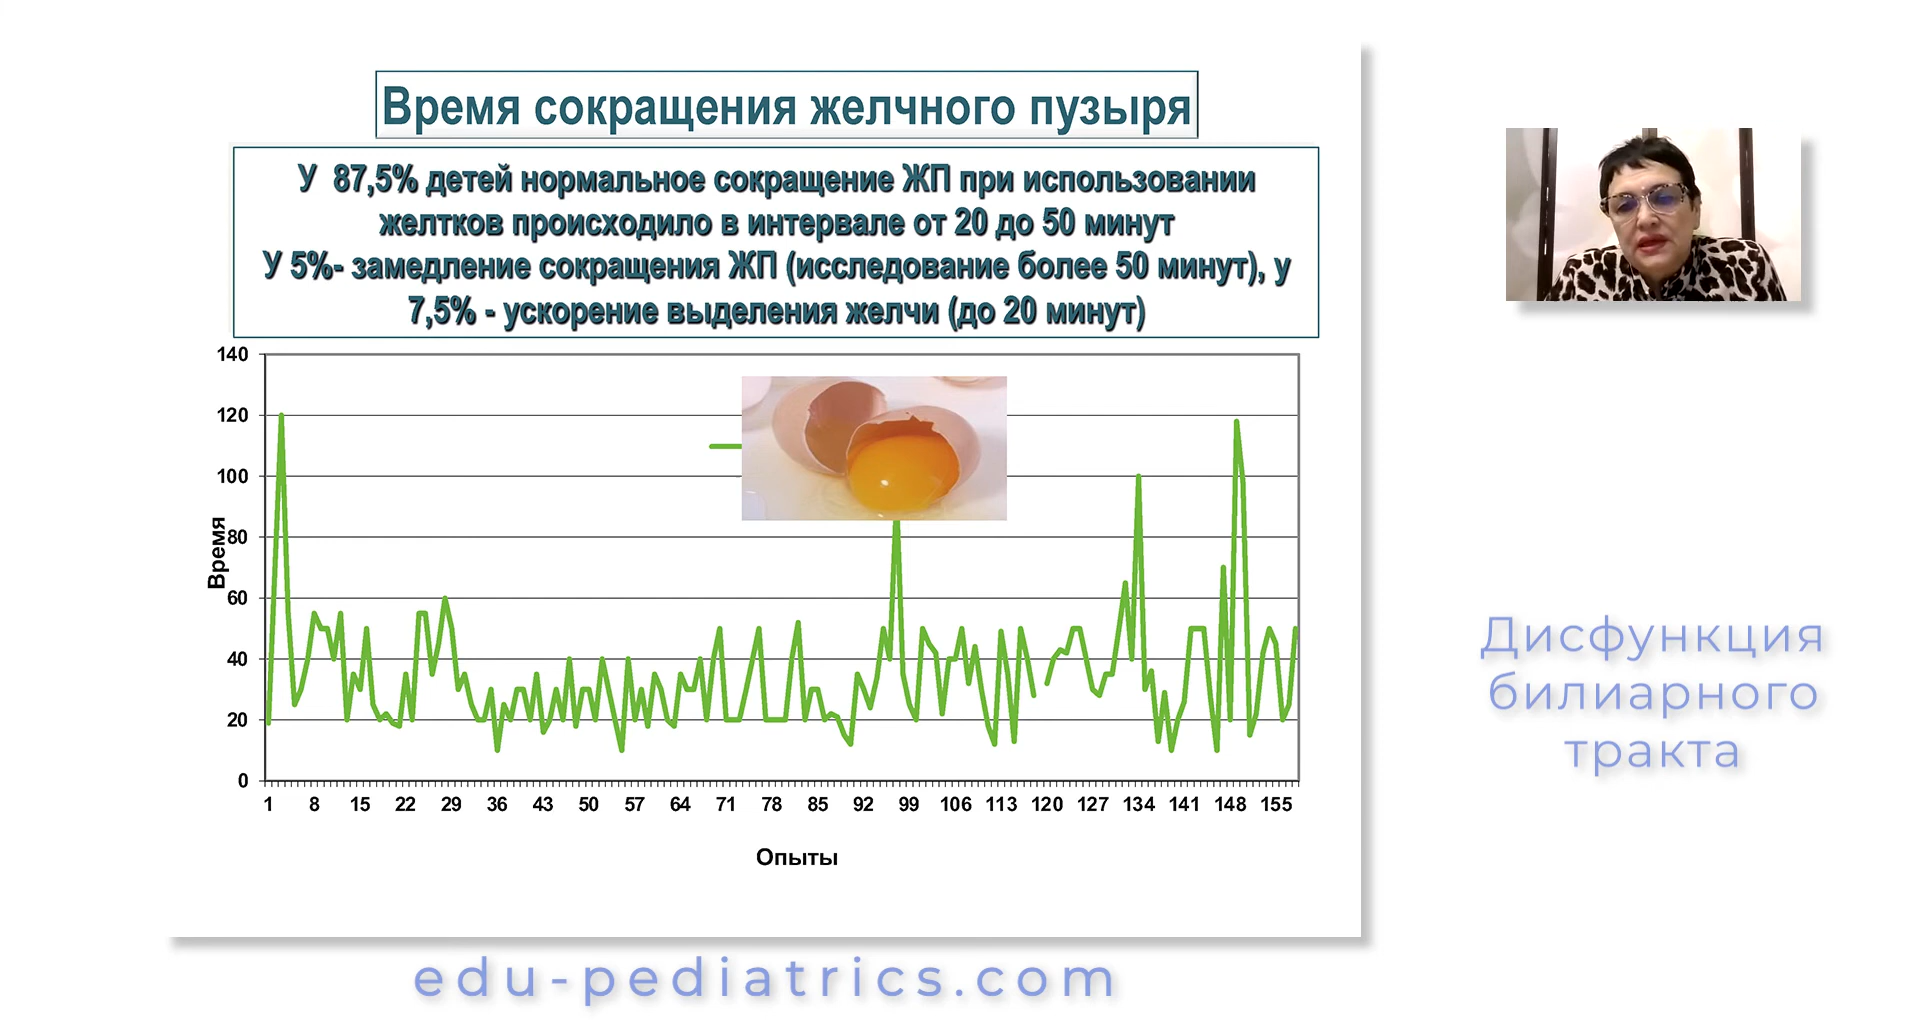 Время сокращения желчного пузыря
У 87,5% детей нормальное сокращение ЖП при использовании
желтков происходило в интервале от 20 до 50 минут
У 5%- замедление сокращения ЖП (исследование более 50 минут), у
7,5% - ускорение выделения желчи (до 20 минут)
140
120
100
80
60
40
20
0
Время
1 8 15 22 29 36 43 50 57 64 71 78 85 92 99 106 113 120 127 134 141 148 155
Опыты
Дисфункция
билиарного
тракта
edu-pediatrics.com